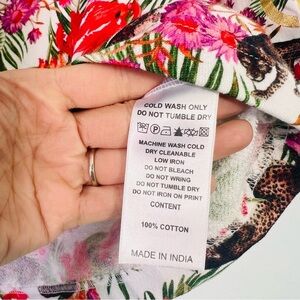 COLD WASH ONLY
DO NOT TUMBLE DRY
MACHINE WASH COLD
DRY CLEANABLE
LOW IRON
DO NOT BLEACH
DO NOT WRING
DO NOT TUMBLE DRY
DO NOT IRON ON PRINT
CONTENT
100% COTTON
MADE IN INDIA